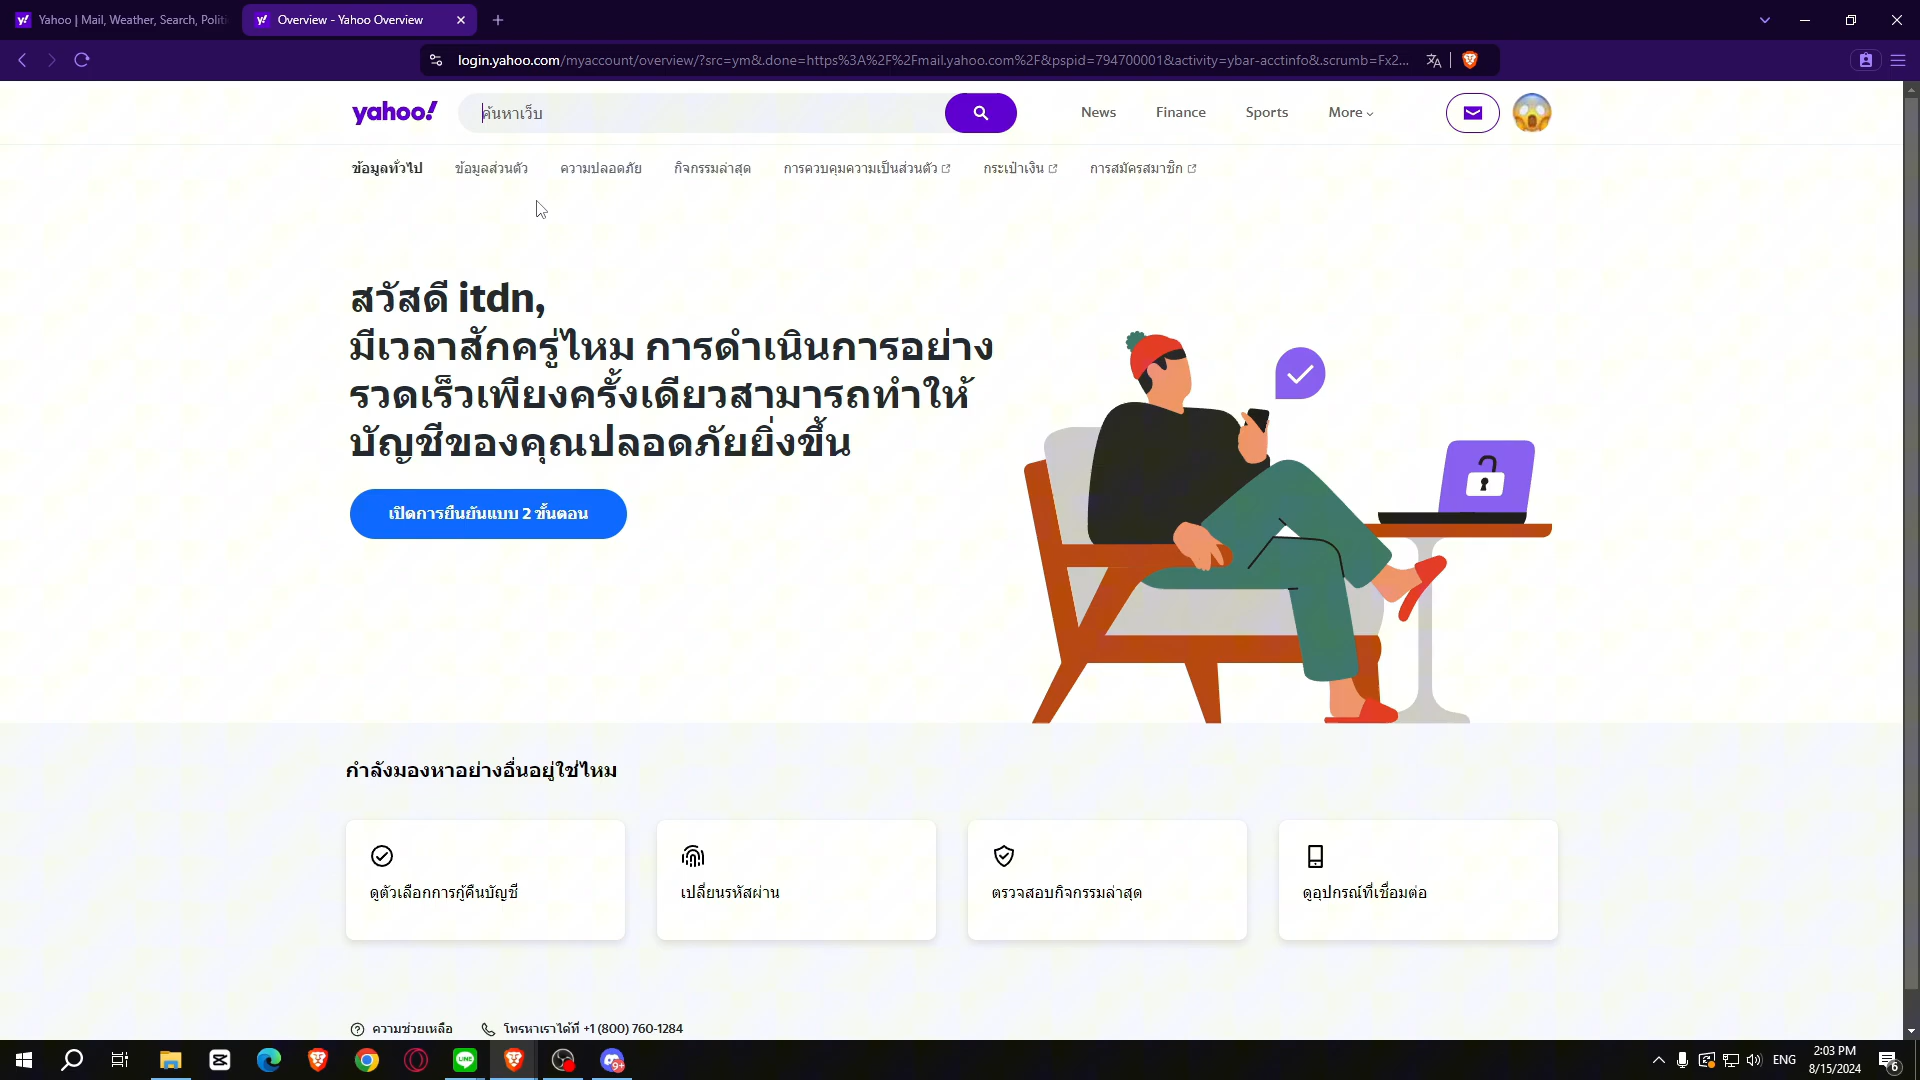 Yahoo | Mail, Weather, Search, Politi
Overview - Yahoo Overview
login.yahoo.com/myaccount/overview/?src=ym&.done=https%3A%2F%2Fmail.yahoo.com%2F&pspid=794700001&activity=ybar-acctinfo&.scrumb=Fx2...
yahoo!
ค้นหาเว็บ
News
Finance
Sports
More
ข้อมูลทั่วไป
ข้อมูลส่วนตัว
ความปลอดภัย
กิจกรรมล่าสุด
การควบคุมความเป็นส่วนตัว
กระเป๋าเงิน
การสมัครสมาชิก
สวัสดี itdn,
มีเวลาสักครู่ไหม การดำเนินการอย่าง
รวดเร็วเพียงครั้งเดียวสามารถทำให้
บัญชีของคุณปลอดภัยยิ่งขึ้น
เปิดการยืนยันแบบ 2 ขั้นตอน
กำลังมองหาอย่างอื่นอยู่ใช่ไหม
ดูตัวเลือกการกู้คืนบัญชี
เปลี่ยนรหัสผ่าน
ตรวจสอบกิจกรรมล่าสุด
ดูอุปกรณ์ที่เชื่อมต่อ
ความช่วยเหลือ
โทรหาเราได้ที่ +1 (800) 760-1284
LINE
9+
ENG
2:03 PM
8/15/2024
6